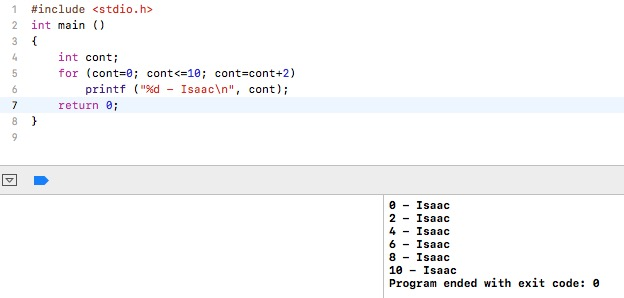 1 #include <stdio.h>
2 int main ()
3 {
4 int cont;
5 for (cont=0; cont<=10; cont=cont+2)
6 printf ("%d - Isaac\n", cont);
7 return 0;
8 }
9
0 - Isaac
2 - Isaac
4 - Isaac
6 - Isaac
8 - Isaac
10 - Isaac
Program ended with exit code: 0